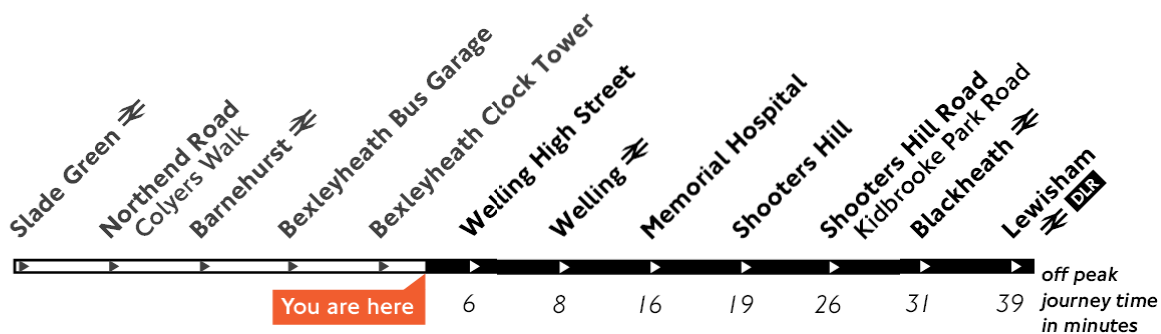 Slade Green
Northend Road
Colyers Walk
Barnehurst
Bexleyheath Bus Garage
Bexleyheath Clock Tower
Welling High Street
Welling
Memorial Hospital
Shooters Hill
Shooters Hill Road
Kidbrooke Park Road
Blackheath
Lewisham
DLR
You are here
6 8 16 19 26 31 39
off peak
journey time
in minutes